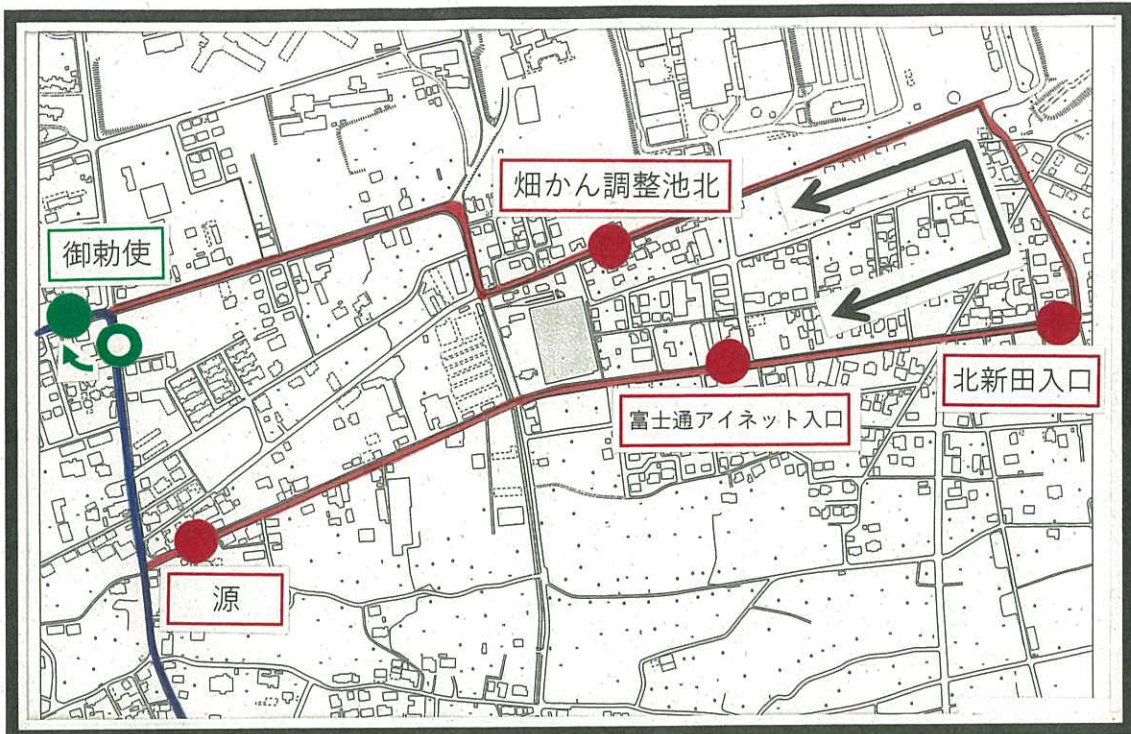 畑かん調整池北
御勅使
北新田入口
富士通アイネット入口
源